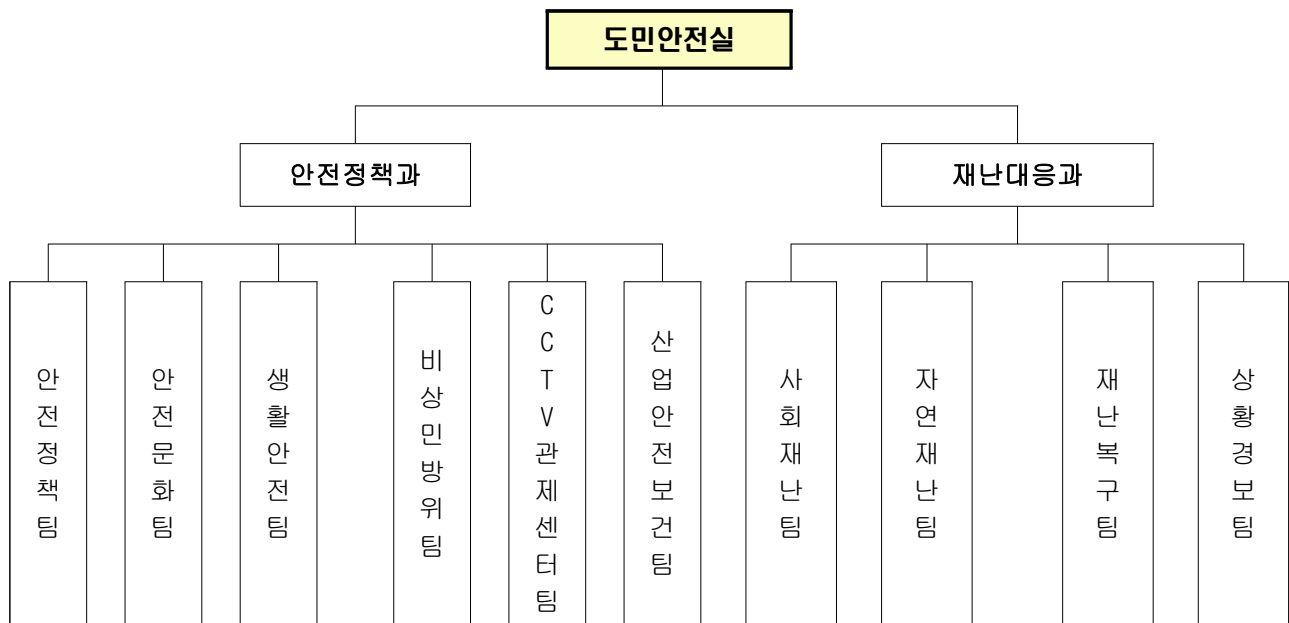 도민안전실
안전정책과
재난대응과
안전정책팀
안전문화팀
생활안전팀
비상민방위팀
CCTV관제센터팀
산업안전보건팀
사회재난팀
자연재난팀
재난복구팀
상황경보팀